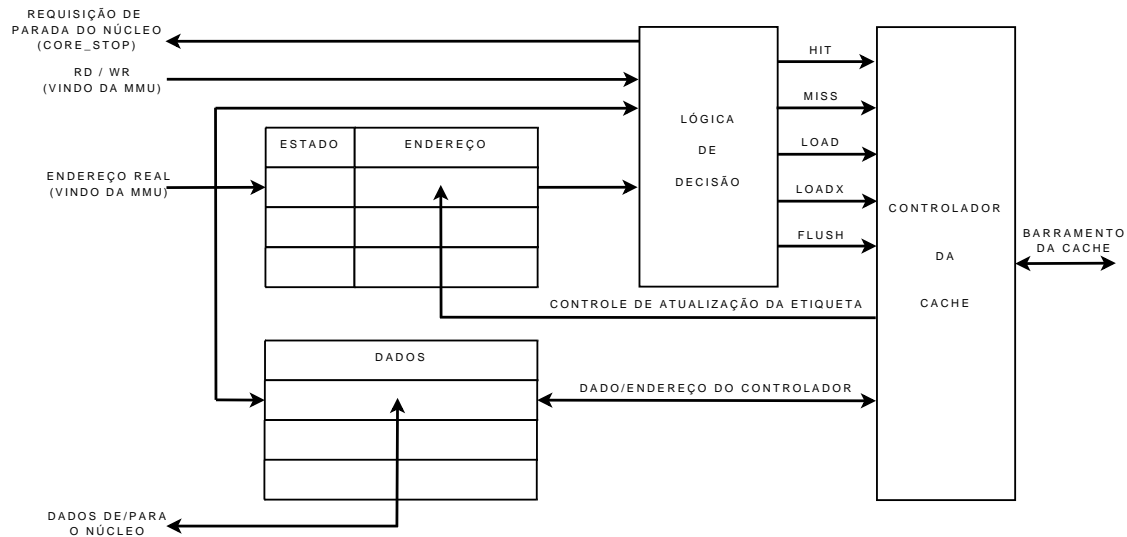 REQUISIÇÃO DE
PARADA DO NÚCLEO
(CORE_STOP)
RD / WR
(VINDO DA MMU)
ENDEREÇO REAL
(VINDO DA MMU)
ESTADO
ENDEREÇO
LÓGICA
DE
DECISÃO
HIT
MISS
LOAD
LOADX
FLUSH
CONTROLADOR
DA
CACHE
BARRAMENTO
DA CACHE
CONTROLE DE ATUALIZAÇÃO DA ETIQUETA
DADOS
DADO/ENDEREÇO DO CONTROLADOR
DADOS DE/PARA
O NÚCLEO